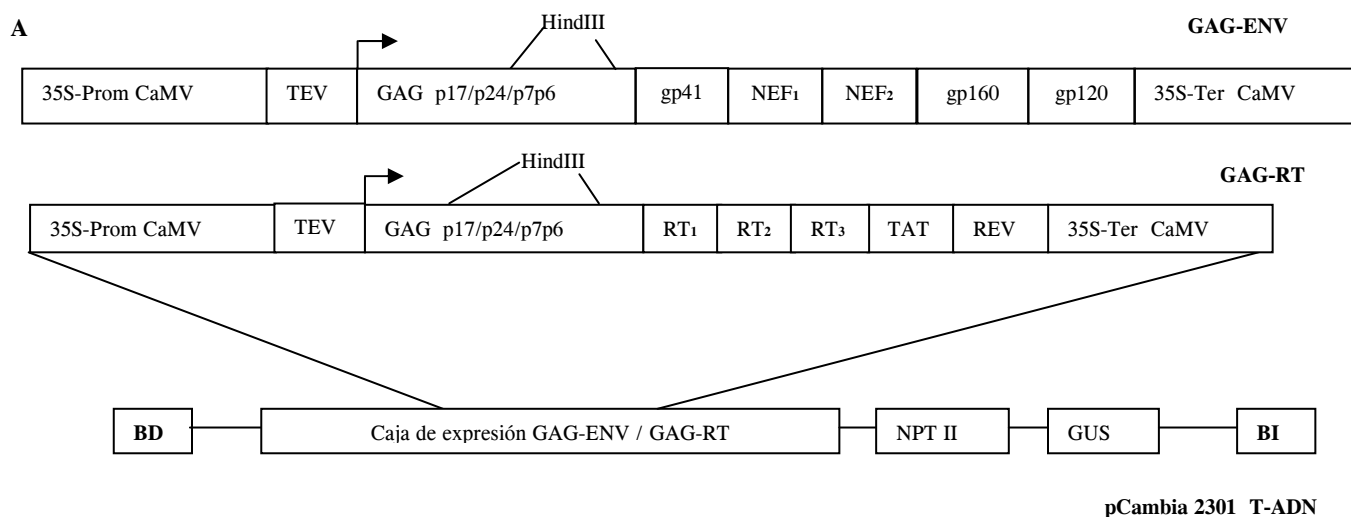 A
HindIII
GAG-ENV
35S-Prom CaMV TEV GAG p17/p24/p7p6 gp41 NEF₁ NEF₂ gp160 gp120 35S-Ter CaMV
HindIII
GAG-RT
35S-Prom CaMV TEV GAG p17/p24/p7p6 RT₁ RT₂ RT₃ TAT REV 35S-Ter CaMV
BD Caja de expresión GAG-ENV / GAG-RT NPT II GUS BI
pCambia 2301 T-ADN